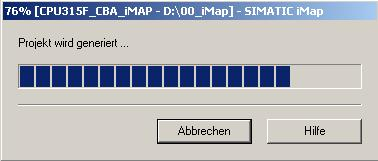 76% [CPU315F_CBA_iMAP - D:\00_iMap] - SIMATIC iMap
Projekt wird generiert ...
Abbrechen Hilfe